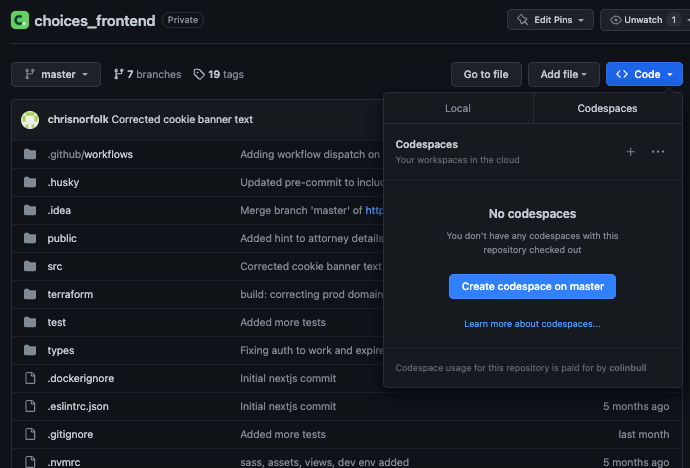 choices_frontend Private Edit Pins Unwatch 1
master 7 branches 19 tags Go to file Add file Code
Local Codespaces
Codespaces
Your workspaces in the cloud
No codespaces
You don't have any codespaces with this
repository checked out
Create codespace on master
Learn more about codespaces...
Codespace usage for this repository is paid for by colinbull
chrisnorfolk Corrected cookie banner text
.github/workflows Adding workflow dispatch on
.husky Updated pre-commit to includ
.idea Merge branch 'master' of http
public Added hint to attorney details
src Corrected cookie banner text
terraform build: correcting prod domain
test Added more tests
types Fixing auth to work and expire
.dockerignore Initial nextjs commit
.eslintrc.json Initial nextjs commit 5 months ago
.gitignore Added more tests last month
.nvmrc sass, assets, views, dev env added 5 months ago